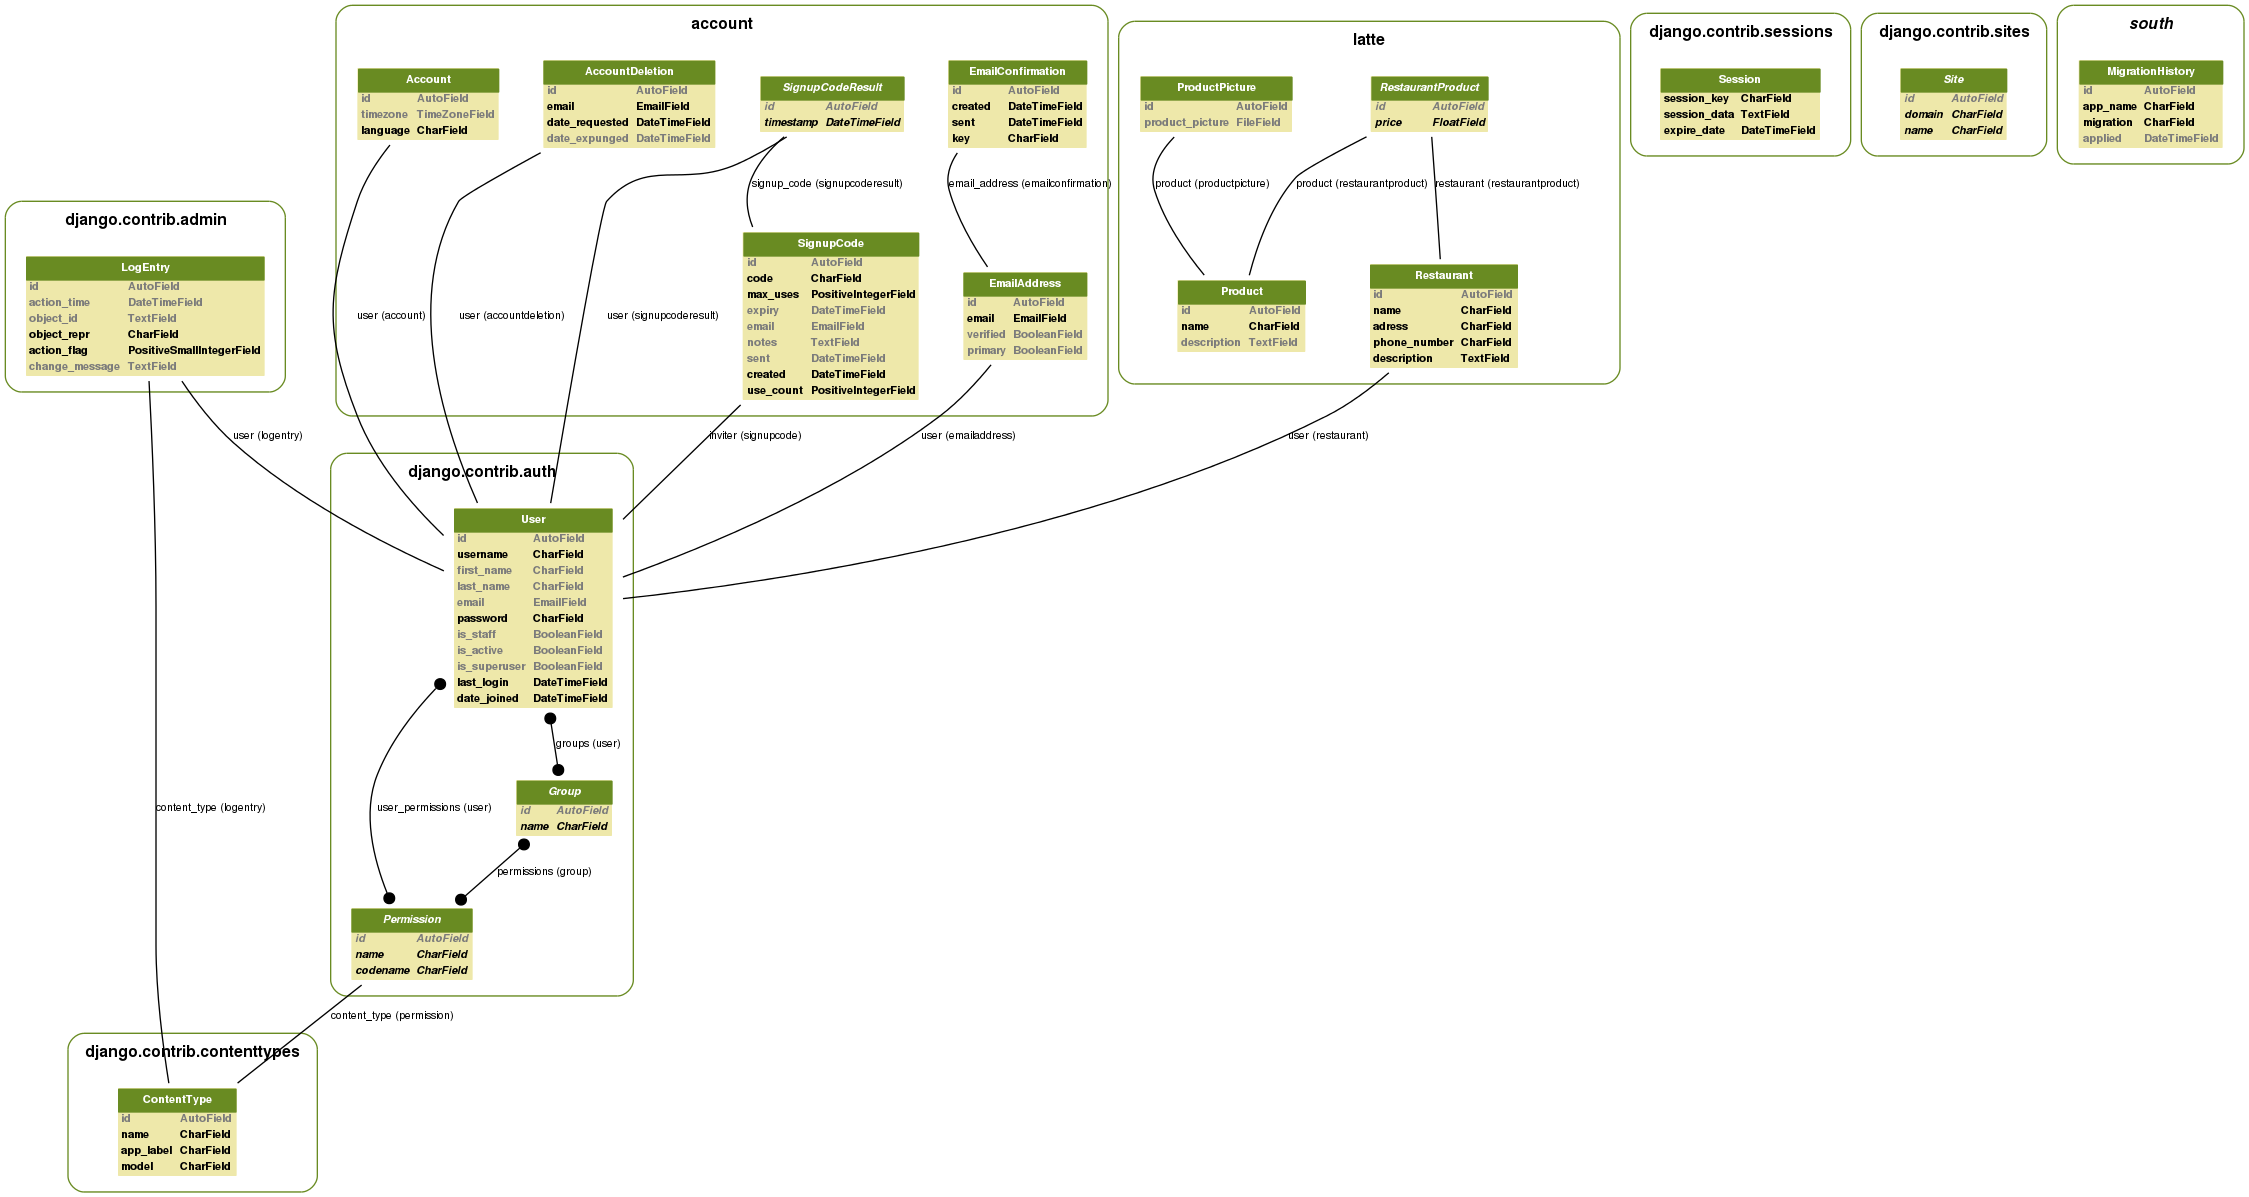 account
Account
id AutoField
timezone TimeZoneField
language CharField
AccountDeletion
id AutoField
email EmailField
date_requested DateTimeField
date_expunged DateTimeField
SignupCodeResult
id AutoField
timestamp DateTimeField
EmailConfirmation
id AutoField
created DateTimeField
sent DateTimeField
key CharField
signup_code (signupcoderesult)
email_address (emailconfirmation)
SignupCode
id AutoField
code CharField
max_uses PositiveIntegerField
expiry DateTimeField
email EmailField
notes TextField
sent DateTimeField
created DateTimeField
use_count PositiveIntegerField
EmailAddress
id AutoField
email EmailField
verified BooleanField
primary BooleanField
user (account)
user (accountdeletion)
user (signupcoderesult)
latte
ProductPicture
id AutoField
product_picture FileField
RestaurantProduct
id AutoField
price FloatField
product (productpicture)
product (restaurantproduct)
restaurant (restaurantproduct)
Product
id AutoField
name CharField
description TextField
Restaurant
id AutoField
name CharField
adress CharField
phone_number CharField
description TextField
django.contrib.sessions
Session
session_key CharField
session_data TextField
expire_date DateTimeField
django.contrib.sites
Site
id AutoField
domain CharField
name CharField
south
MigrationHistory
id AutoField
app_name CharField
migration CharField
applied DateTimeField
django.contrib.admin
LogEntry
id AutoField
action_time DateTimeField
object_id TextField
object_repr CharField
action_flag PositiveSmallIntegerField
change_message TextField
user (logentry)
inviter (signupcode)
user (emailaddress)
user (restaurant)
django.contrib.auth
User
id AutoField
username CharField
first_name CharField
last_name CharField
email EmailField
password CharField
is_staff BooleanField
is_active BooleanField
is_superuser BooleanField
last_login DateTimeField
date_joined DateTimeField
groups (user)
Group
id AutoField
name CharField
user_permissions (user)
content_type (logentry)
permissions (group)
Permission
id AutoField
name CharField
codename CharField
content_type (permission)
django.contrib.contenttypes
ContentType
id AutoField
name CharField
app_label CharField
model CharField